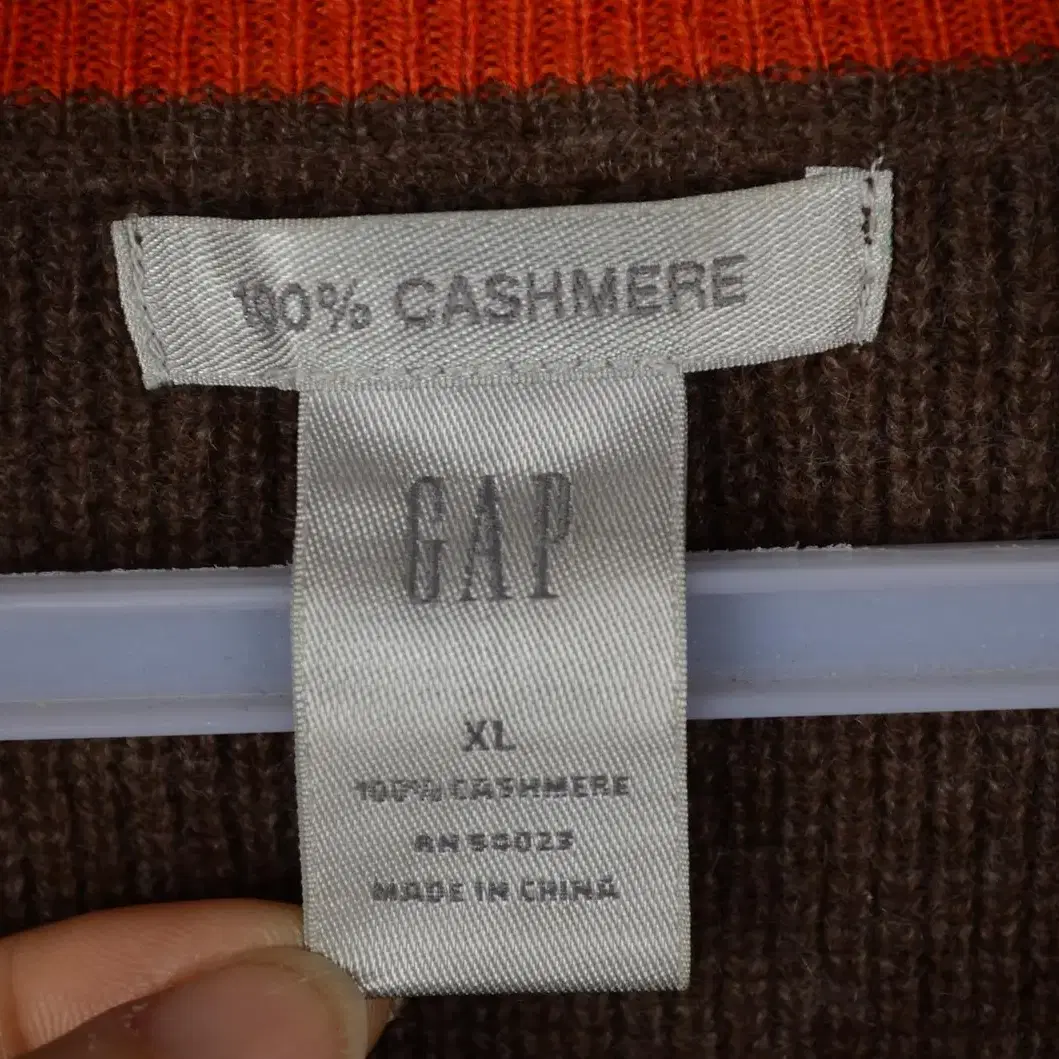 100% CASHMERE
GAP
XL
100% CASHMERE
RN 54023
MADE IN CHINA